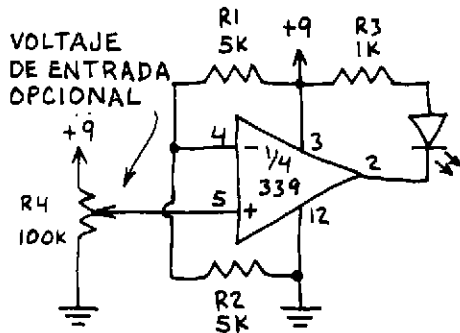 VOLTAJE
DE ENTRADA
OPCIONAL
+9
R4
100K
R1
5K
+9
R3
1K
4
-
3
1/4
339
2
5
+
12
R2
5K